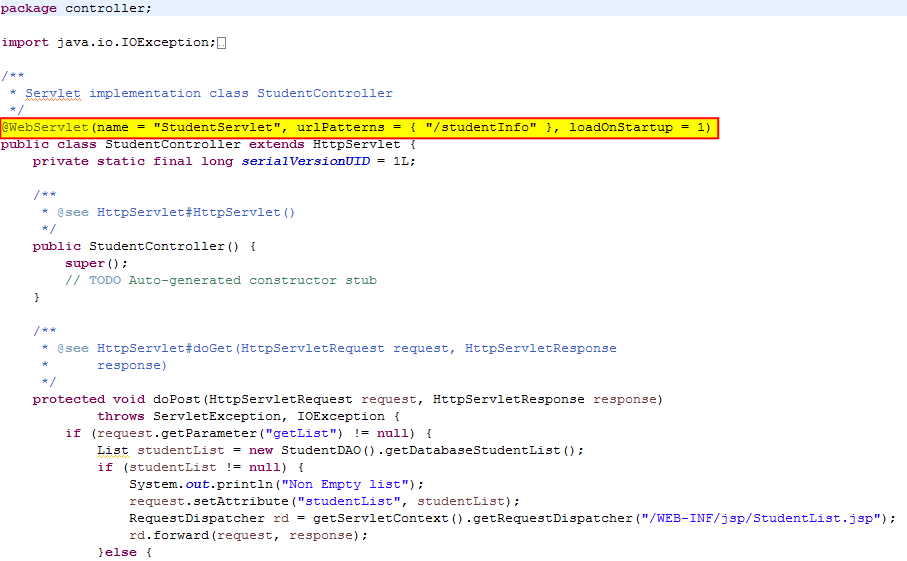 package controller;
import java.io.IOException;
/**
 * Servlet implementation class StudentController
 */
@WebServlet(name = "StudentServlet", urlPatterns = { "/studentInfo" }, loadOnStartup = 1)
public class StudentController extends HttpServlet {
    private static final long serialVersionUID = 1L;
    /**
     * @see HttpServlet#HttpServlet()
     */
    public StudentController() {
        super();
        // TODO Auto-generated constructor stub
    }
    /**
     * @see HttpServlet#doGet(HttpServletRequest request, HttpServletResponse
     *      response)
     */
    protected void doPost(HttpServletRequest request, HttpServletResponse response)
            throws ServletException, IOException {
        if (request.getParameter("getList") != null) {
            List studentList = new StudentDAO().getDatabaseStudentList();
            if (studentList != null) {
                System.out.println("Non Empty list");
                request.setAttribute("studentList", studentList);
                RequestDispatcher rd = getServletContext().getRequestDispatcher("/WEB-INF/jsp/StudentList.jsp");
                rd.forward(request, response);
            }else {